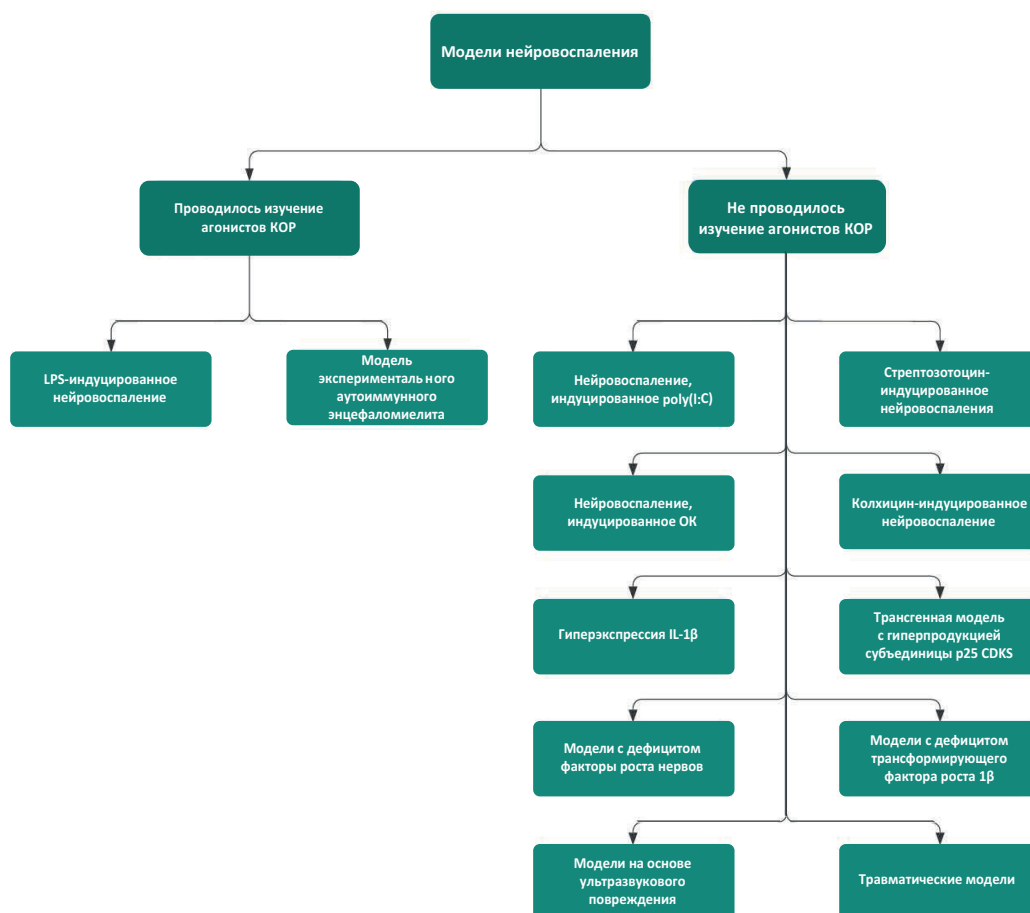 Модели нейровоспаления
Проводилось изучение
агонистов КОР
Не проводилось
изучение агонистов КОР
LPS-индуцированное
нейровоспаление
Модель
экспериментального
аутоиммунного
энцефаломиелита
Нейровоспаление,
индуцированное poly(I:C)
Стрептозотоцин-
индуцированное
нейровоспаления
Нейровоспаление,
индуцированное ОК
Колхицин-индуцированное
нейровоспаление
Гиперэкспрессия IL-1β
Трансгенная модель
с гиперпродукцией
субъединицы p25 CDKS
Модели с дефицитом
факторы роста нервов
Модели с дефицитом
трансформирующего
фактора роста 1β
Модели на основе
ультразвукового
повреждения
Травматические модели